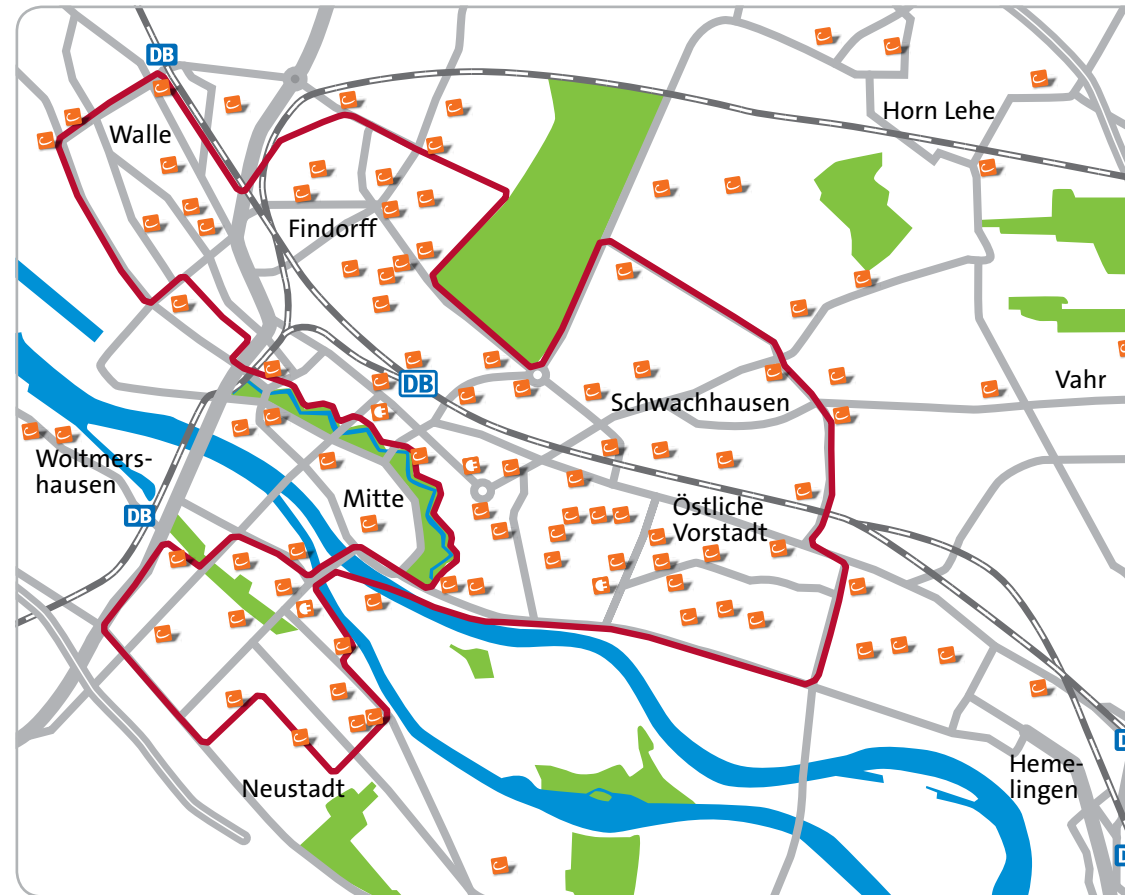 DB
Horn Lehe
Walle
Findorff
DB
Vahr
Schwachhausen
Woltmers-
hausen
Mitte
Östliche
Vorstadt
DB
Heme-
lingen
Neustadt